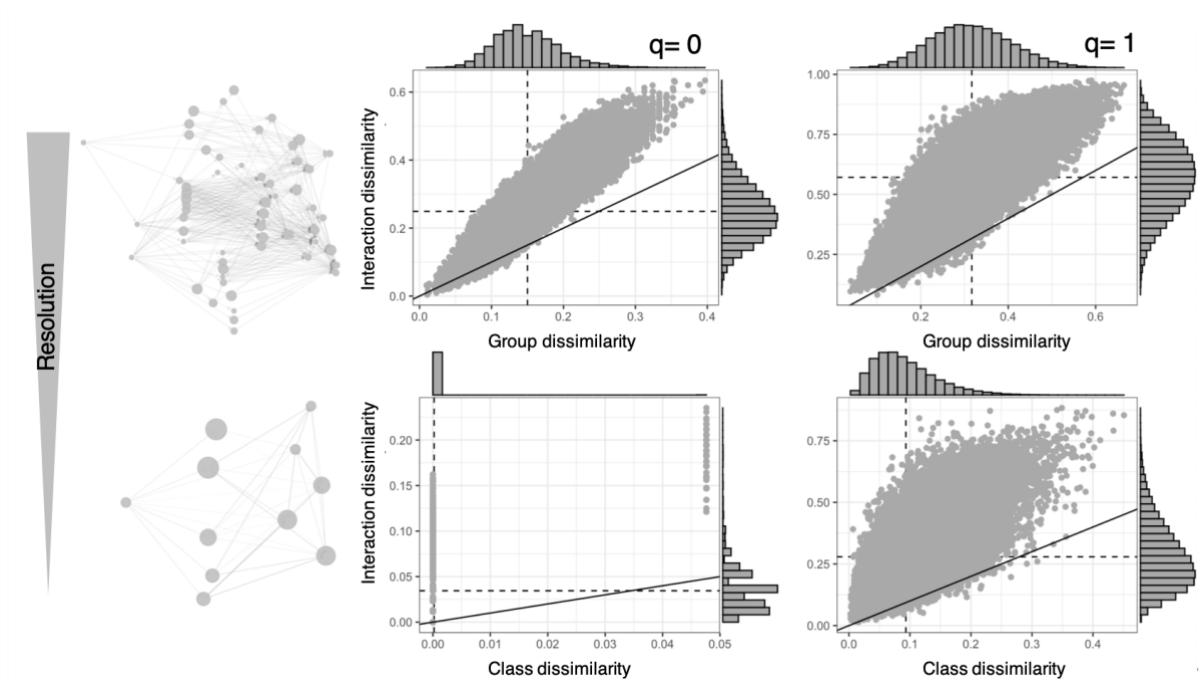 q= 0
q= 1
Resolution
Interaction dissimilarity
0.6
0.4
0.2
0.0
0.0 0.1 0.2 0.3 0.4
Group dissimilarity
1.00
0.75
0.50
0.25
0.2 0.4 0.6
Group dissimilarity
Interaction dissimilarity
0.20
0.15
0.10
0.05
0.00
0.00 0.01 0.02 0.03 0.04 0.05
Class dissimilarity
0.75
0.50
0.25
0.00
0.0 0.1 0.2 0.3 0.4
Class dissimilarity